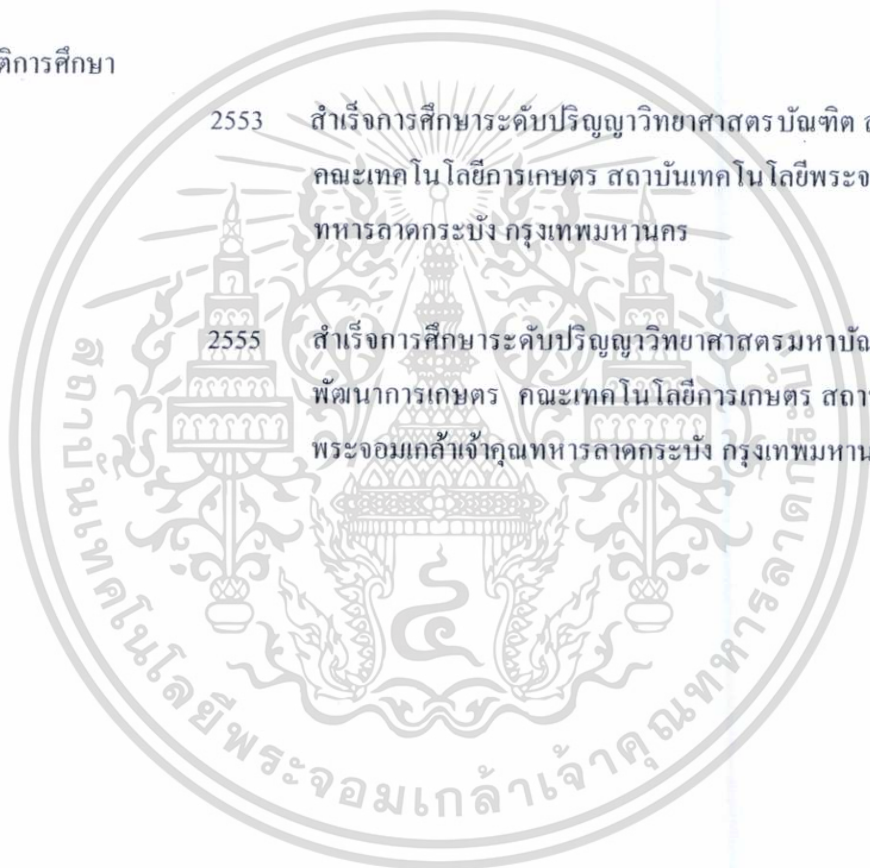 ติการศึกษา
2553 สำเร็จการศึกษาระดับปริญญาวิทยาศาสตรบัณฑิต ส
คณะเทคโนโลยีการเกษตร สถาบันเทคโนโลยีพระจ
ทหารลาดกระบัง กรุงเทพมหานคร
2555 สำเร็จการศึกษาระดับปริญญาวิทยาศาสตรมหาบัณ
พัฒนาการเกษตร คณะเทคโนโลยีการเกษตร สถา
พระจอมเกล้าเจ้าคุณทหารลาดกระบัง กรุงเทพมหาน
สถาบันเทคโนโลยีพระจอมเกล้าเจ้าคุณทหารลาดกระบัง